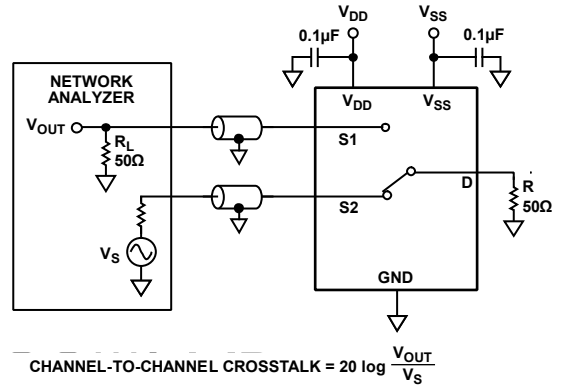 VDD
VSS
0.1µF
0.1µF
NETWORK
ANALYZER
VDD
VSS
VOUT
RL
50Ω
S1
S2
D
R
50Ω
VS
GND
CHANNEL-TO-CHANNEL CROSSTALK = 20 log VOUT
VS